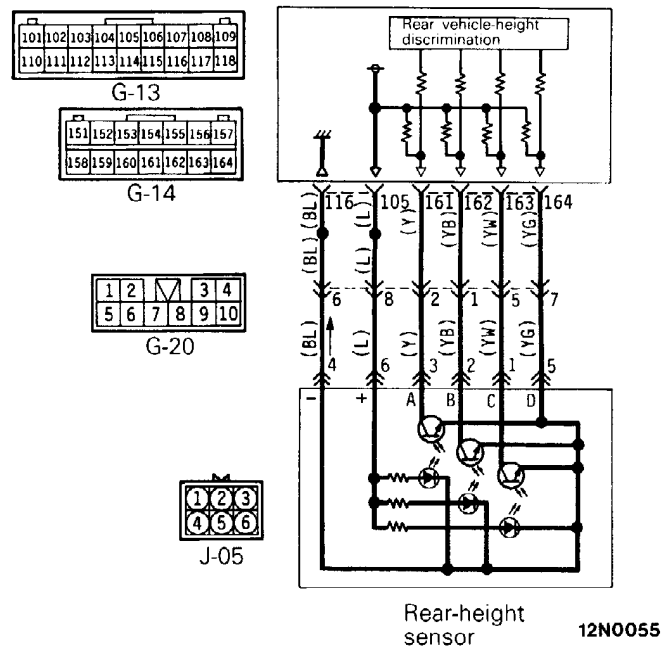 Rear vehicle-height
discrimination
101 102 103 104 105 106 107 108 109
110 111 112 113 114 115 116 117 118
G-13
151 152 153 154 155 156 157
158 159 160 161 162 163 164
G-14
116 105 161 162 163 164
(BL) (L) (Y) (YB) (YW) (YG)
(BL) (L)
1 2 3 4
5 6 7 8 9 10
G-20
6 8 2 1 5 7
(BL) (L) (Y) (YB) (YW) (YG)
4 6 3 2 1 5
- + A B C D
1 2 3
4 5 6
J-05
Rear-height
sensor
12N0055